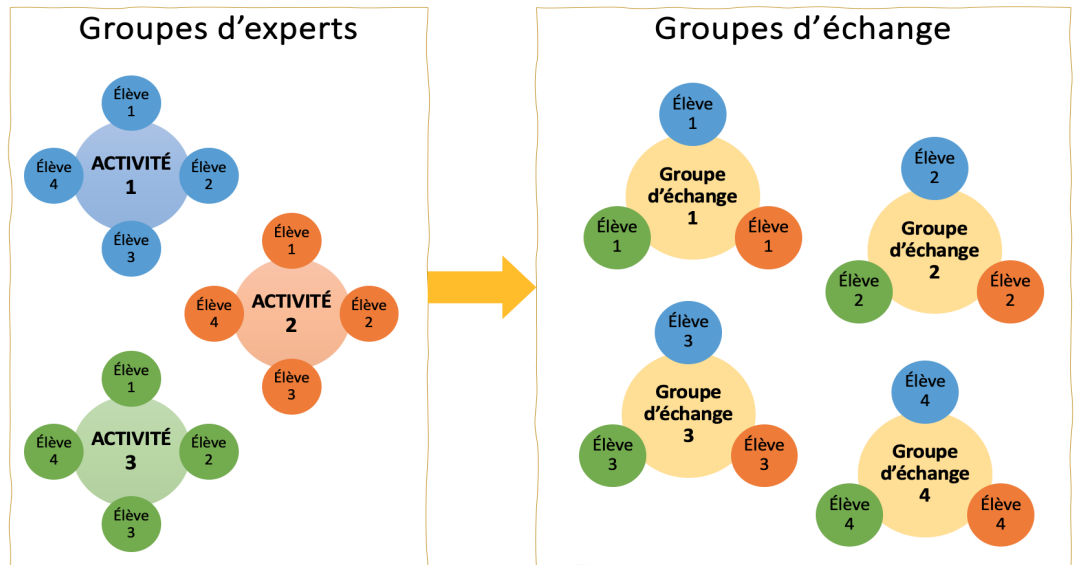 Groupes d'experts
Élève
1
ACTIVITÉ
1
Élève
4
Élève
2
Élève
3
Élève
1
ACTIVITÉ
2
Élève
4
Élève
2
Élève
3
Élève
1
ACTIVITÉ
3
Élève
4
Élève
2
Élève
3
Groupes d'échange
Élève
1
Groupe
d'échange
1
Élève
1
Élève
1
Élève
2
Groupe
d'échange
2
Élève
2
Élève
2
Élève
3
Groupe
d'échange
3
Élève
3
Élève
3
Élève
4
Groupe
d'échange
4
Élève
4
Élève
4